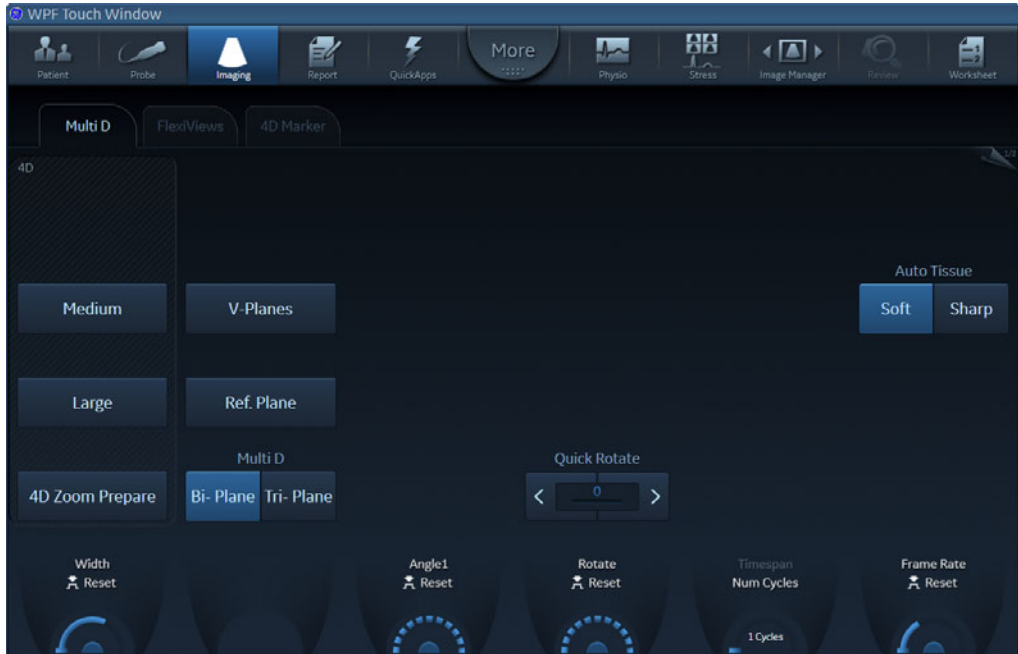 WPF Touch Window
Patient Probe Imaging Report QuickApps More Physio Stress Image Manager Review Worksheet
Multi D FlexiViews 4D Marker
1/2
4D
Auto Tissue
Medium V-Planes Soft Sharp
Large Ref. Plane
Multi D Quick Rotate
4D Zoom Prepare Bi- Plane Tri- Plane 0
Width Angle1 Rotate Timespan Frame Rate
Reset Reset Reset Num Cycles Reset
1 Cycles